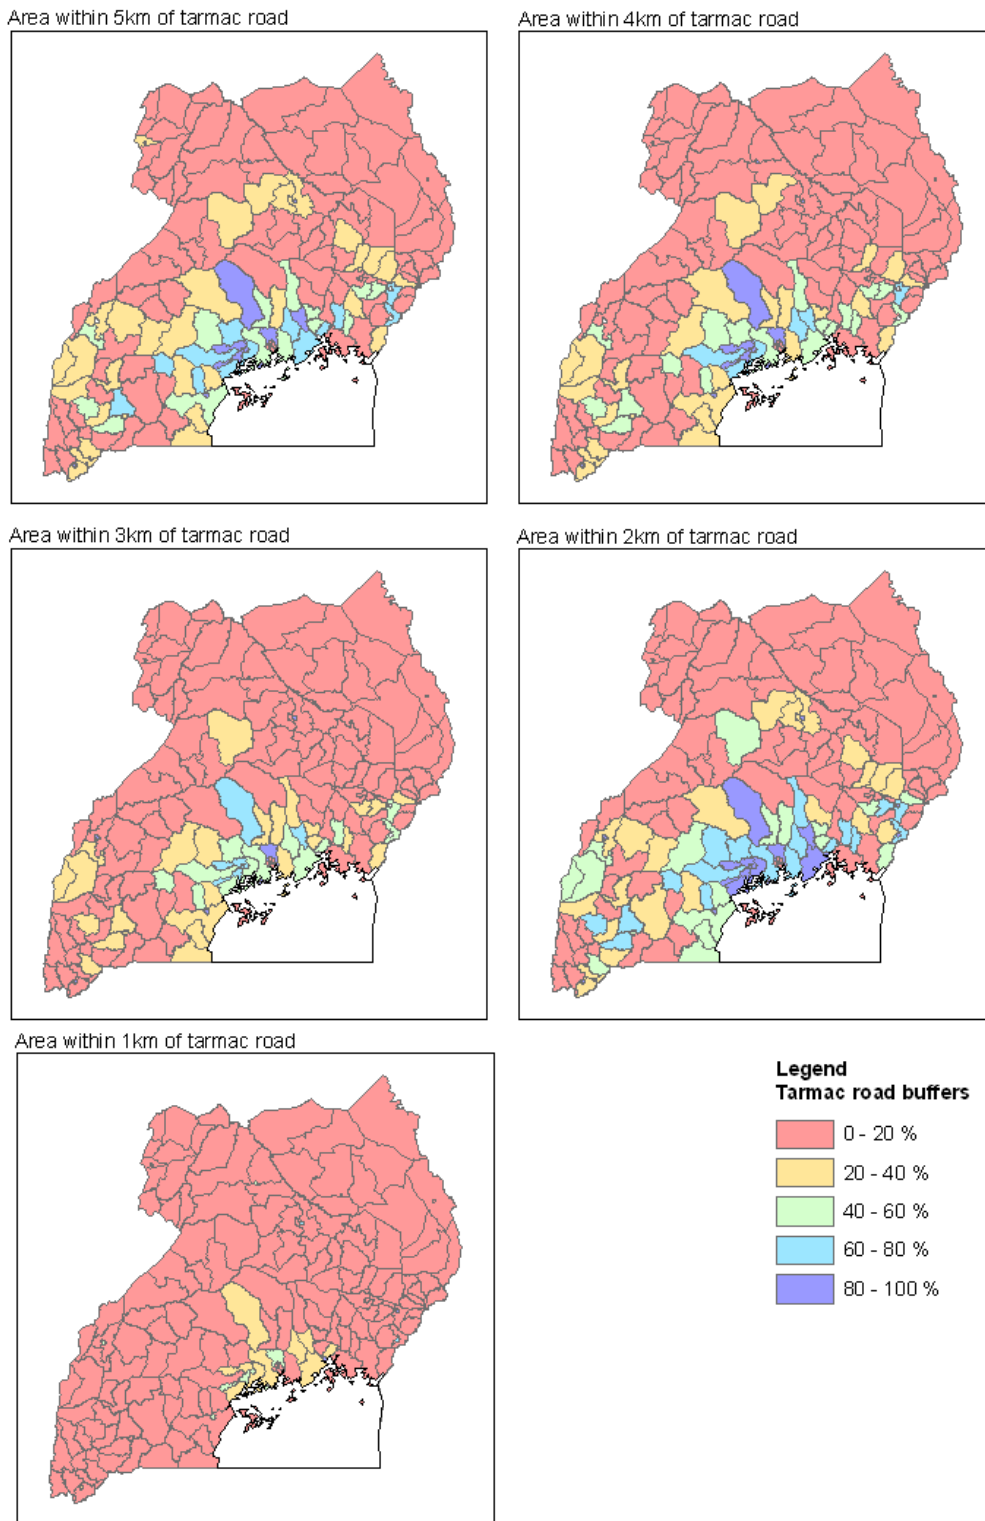 Area within 5km of tarmac road
Area within 4km of tarmac road
Area within 3km of tarmac road
Area within 2km of tarmac road
Area within 1km of tarmac road
Legend
Tarmac road buffers
0 - 20 %
20 - 40 %
40 - 60 %
60 - 80 %
80 - 100 %